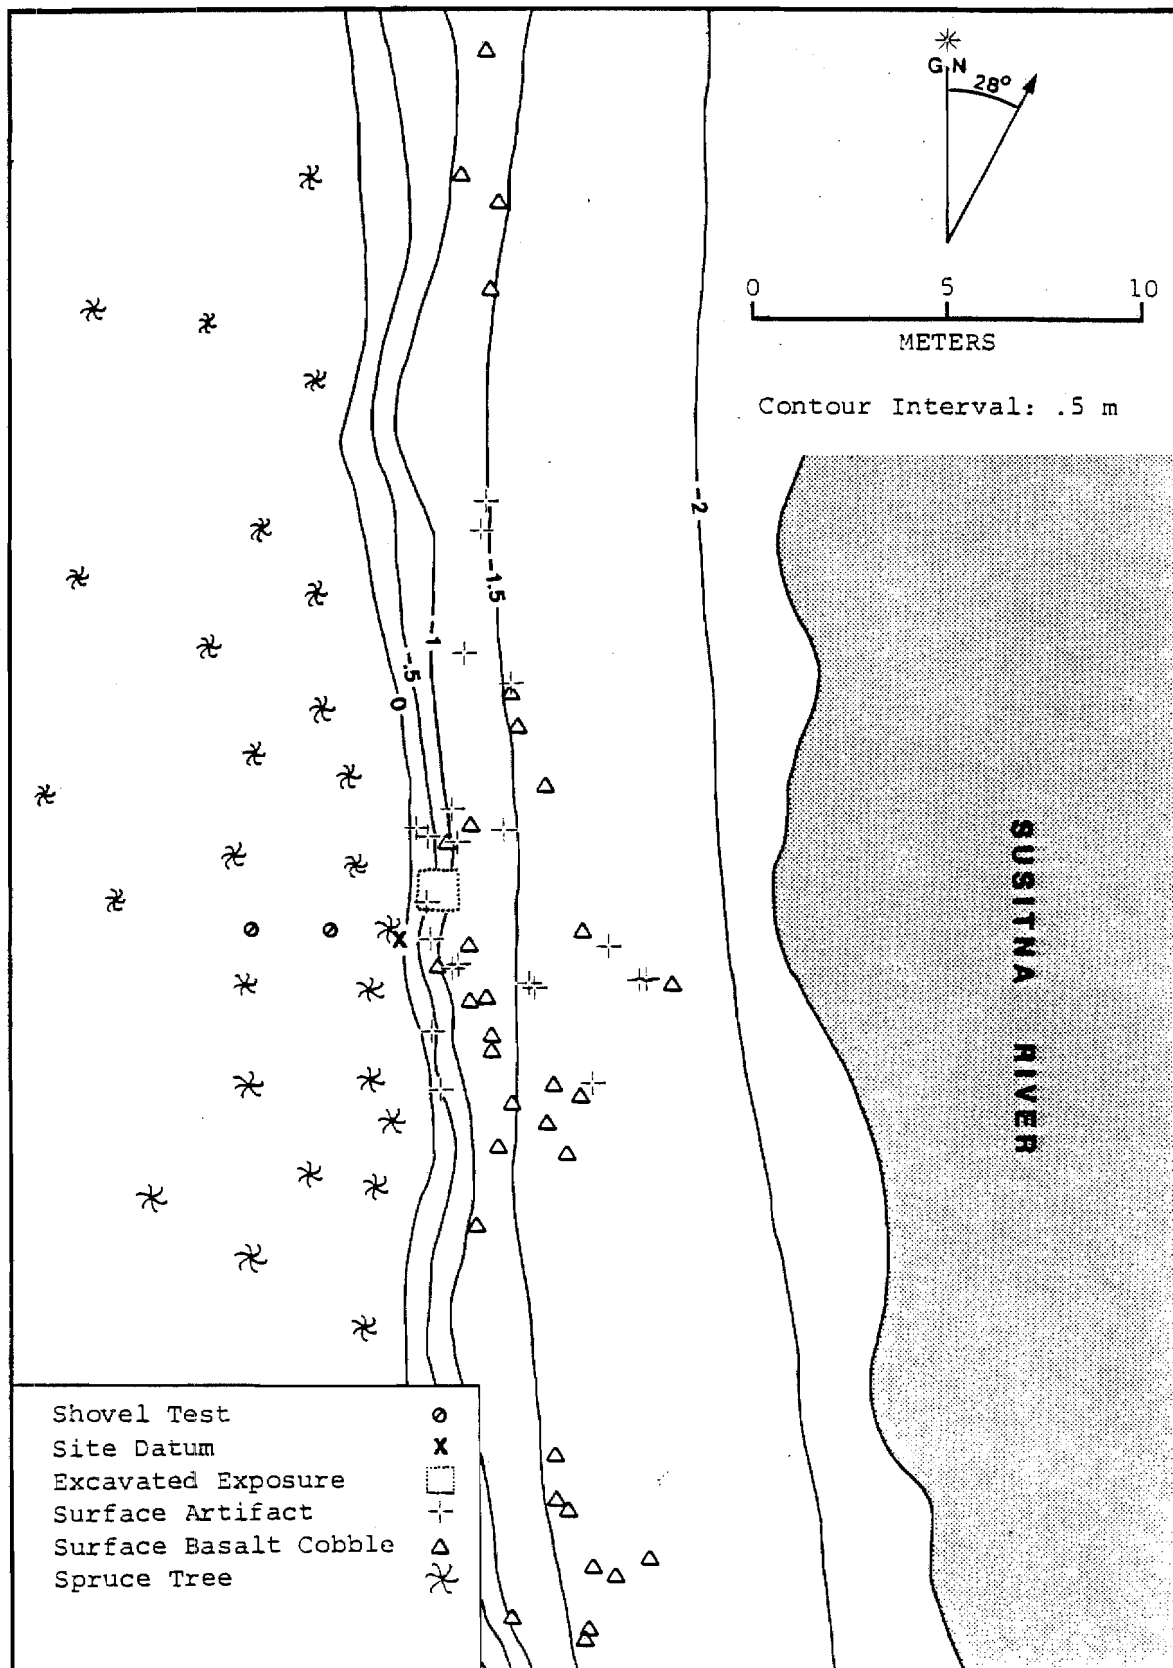 G N
28°
0 5 10
METERS
Contour Interval: .5 m
-2
-1.5
-1
-.5
0
X
SUSITNA RIVER
Shovel Test
Site Datum X
Excavated Exposure
Surface Artifact
Surface Basalt Cobble
Spruce Tree